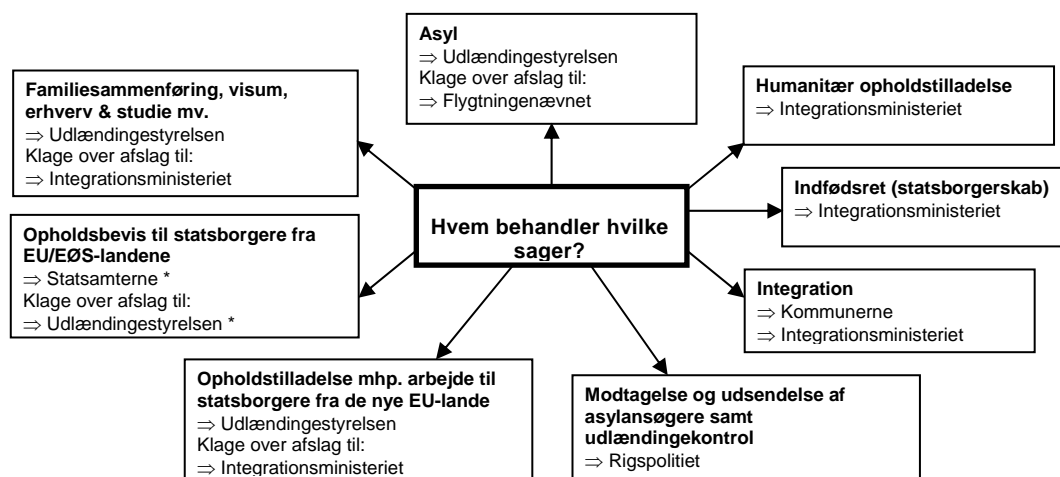 Asyl
⇒ Udlændingestyrelsen
Klage over afslag til:
⇒ Flygtningenævnet
Familiesammenføring, visum,
erhverv & studie mv.
⇒ Udlændingestyrelsen
Klage over afslag til:
⇒ Integrationsministeriet
Humanitær opholdstilladelse
⇒ Integrationsministeriet
Indfødsret (statsborgerskab)
⇒ Integrationsministeriet
Hvem behandler hvilke
sager?
Opholdsbevis til statsborgere fra
EU/EØS-landene
⇒ Statsamterne *
Klage over afslag til:
⇒ Udlændingestyrelsen *
Integration
⇒ Kommunerne
⇒ Integrationsministeriet
Opholdstilladelse mhp. arbejde til
statsborgere fra de nye EU-lande
⇒ Udlændingestyrelsen
Klage over afslag til:
⇒ Integrationsministeriet
Modtagelse og udsendelse af
asylansøgere samt
udlændingekontrol
⇒ Rigspolitiet